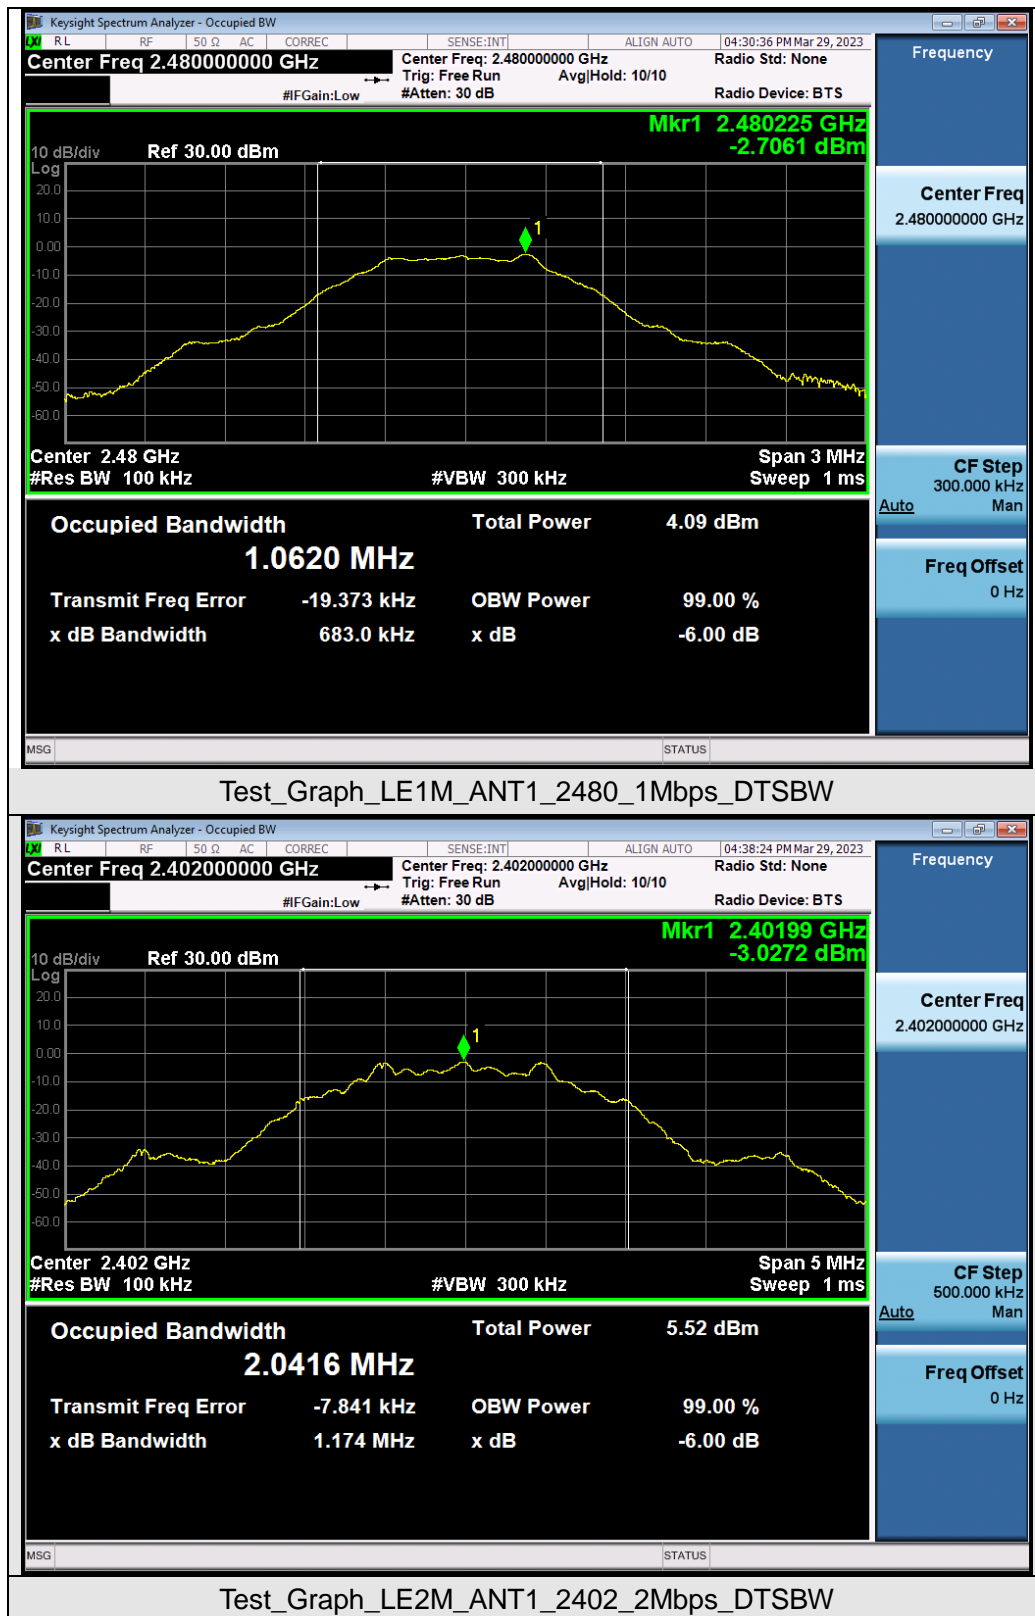 Keysight Spectrum Analyzer - Occupied BW
LXI RL RF 50 Ω AC CORREC SENSE:INT ALIGN AUTO 04:30:36 PM Mar 29, 2023
Center Freq 2.480000000 GHz
Center Freq: 2.480000000 GHz
Radio Std: None
Trig: Free Run Avg|Hold: 10/10
#IFGain:Low #Atten: 30 dB Radio Device: BTS
Frequency
Mkr1 2.480225 GHz
-2.7061 dBm
10 dB/div Ref 30.00 dBm
Log
20.0
10.0
0.00
-10.0
-20.0
-30.0
-40.0
-50.0
-60.0
1
Center 2.48 GHz Span 3 MHz
#Res BW 100 kHz #VBW 300 kHz Sweep 1 ms
Center Freq
2.480000000 GHz
CF Step
300.000 kHz
Auto Man
Freq Offset
0 Hz
Occupied Bandwidth Total Power 4.09 dBm
1.0620 MHz
Transmit Freq Error -19.373 kHz OBW Power 99.00 %
x dB Bandwidth 683.0 kHz x dB -6.00 dB
MSG STATUS
Test_Graph_LE1M_ANT1_2480_1Mbps_DTSBW
Keysight Spectrum Analyzer - Occupied BW
LXI RL RF 50 Ω AC CORREC SENSE:INT ALIGN AUTO 04:38:24 PM Mar 29, 2023
Center Freq 2.402000000 GHz
Center Freq: 2.402000000 GHz
Radio Std: None
Trig: Free Run Avg|Hold: 10/10
#IFGain:Low #Atten: 30 dB Radio Device: BTS
Frequency
Mkr1 2.40199 GHz
-3.0272 dBm
10 dB/div Ref 30.00 dBm
Log
20.0
10.0
0.00
-10.0
-20.0
-30.0
-40.0
-50.0
-60.0
1
Center 2.402 GHz Span 5 MHz
#Res BW 100 kHz #VBW 300 kHz Sweep 1 ms
Center Freq
2.402000000 GHz
CF Step
500.000 kHz
Auto Man
Freq Offset
0 Hz
Occupied Bandwidth Total Power 5.52 dBm
2.0416 MHz
Transmit Freq Error -7.841 kHz OBW Power 99.00 %
x dB Bandwidth 1.174 MHz x dB -6.00 dB
MSG STATUS
Test_Graph_LE2M_ANT1_2402_2Mbps_DTSBW